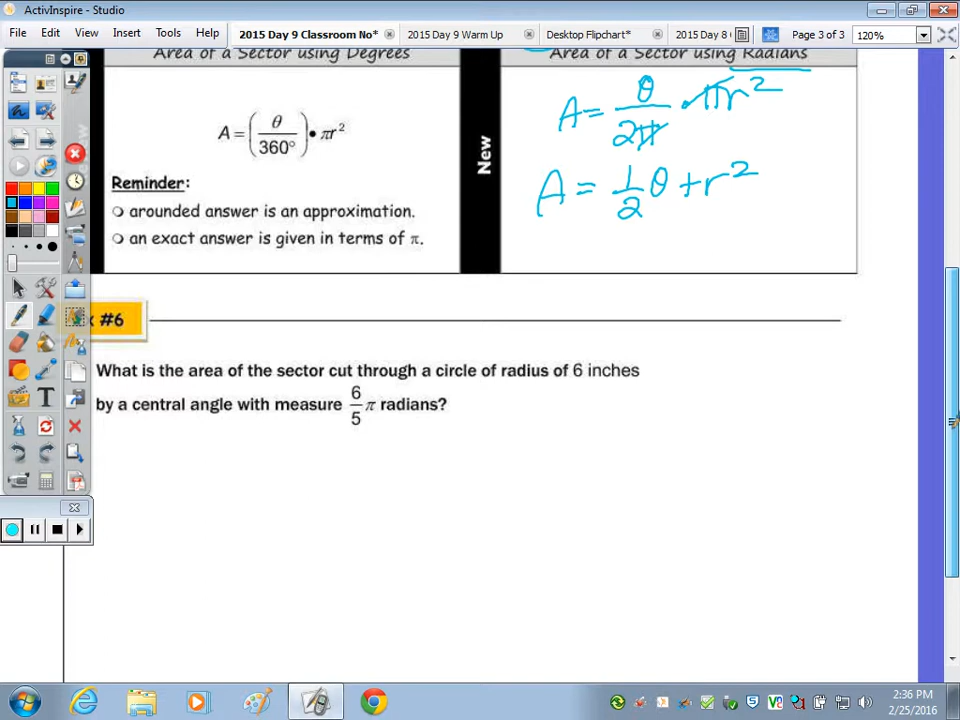 ActivInspire - Studio
File Edit View Insert Tools Help
2015 Day 9 Classroom No* 2015 Day 9 Warm Up Desktop Flipchart* 2015 Day 8 Page 3 of 3 120%
Area of a Sector using Degrees
Area of a Sector using Radians
A = (θ/360°) • πr²
Reminder:
arounded answer is an approximation.
an exact answer is given in terms of π.
New
A = θ/2π · πr²
A = 1/2 θ + r²
x #6
What is the area of the sector cut through a circle of radius of 6 inches
by a central angle with measure 6/5 π radians?
2:36 PM
2/25/2016